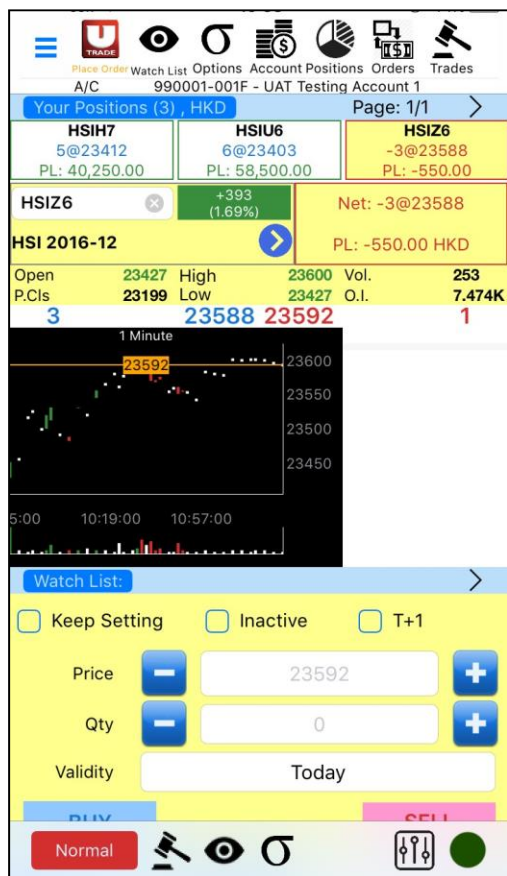 U
TRADE
Place Order Watch List Options Account Positions Orders Trades
A/C 990001-001F - UAT Testing Account 1
Your Positions (3) , HKD Page: 1/1
HSIH7 HSIU6 HSIZ6
5@23412 6@23403 -3@23588
PL: 40,250.00 PL: 58,500.00 PL: -550.00
HSIZ6 +393 Net: -3@23588
(1.69%)
HSI 2016-12 PL: -550.00 HKD
Open 23427 High 23600 Vol. 253
P.Cls 23199 Low 23427 O.I. 7.474K
3 23588 23592 1
1 Minute
23592 23600
23550
23500
23450
5:00 10:19:00 10:57:00
Watch List:
Keep Setting Inactive T+1
Price 23592
Qty 0
Validity Today
BUY SELL
Normal